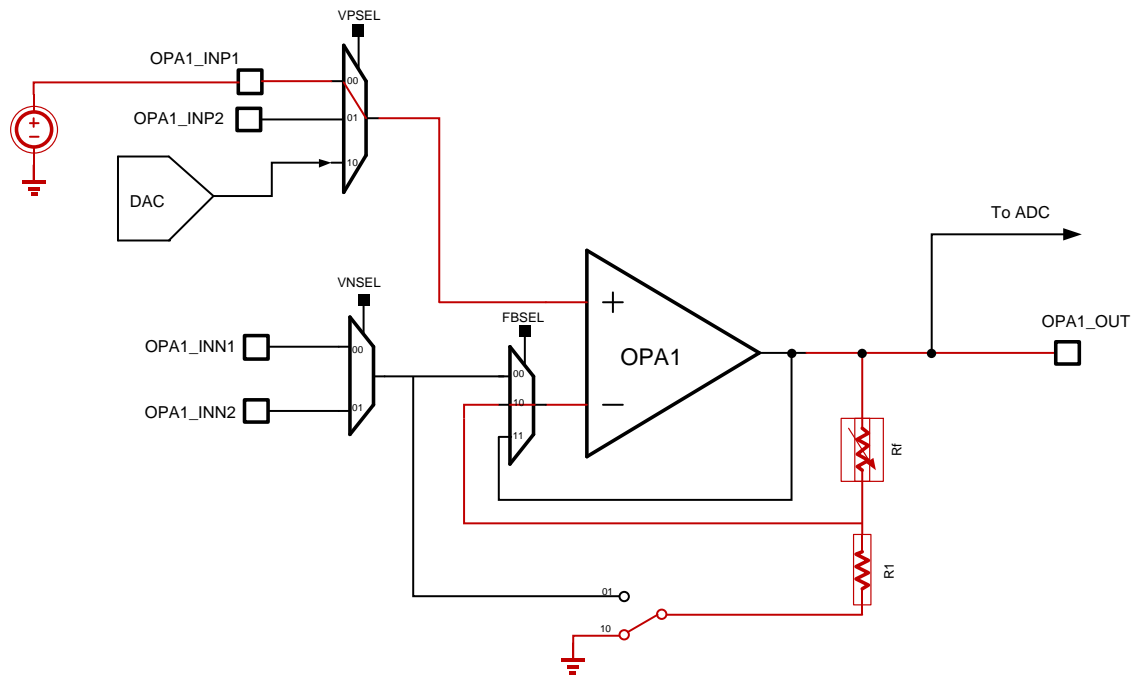 VPSEL
OPA1_INP1
00
OPA1_INP2
01
10
DAC
To ADC
VNSEL
FBSEL
OPA1_OUT
OPA1_INN1
00
OPA1
00
10
OPA1_INN2
01
11
Rf
R1
01
10